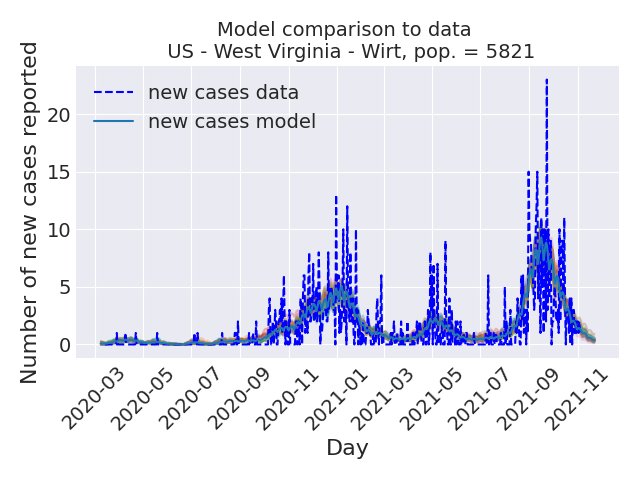 Model comparison to data
US - West Virginia - Wirt, pop. = 5821
Number of new cases reported
20
15
10
5
0
new cases data
new cases model
2020-03
2020-05
2020-07
2020-09
2020-11
2021-01
2021-03
2021-05
2021-07
2021-09
2021-11
Day